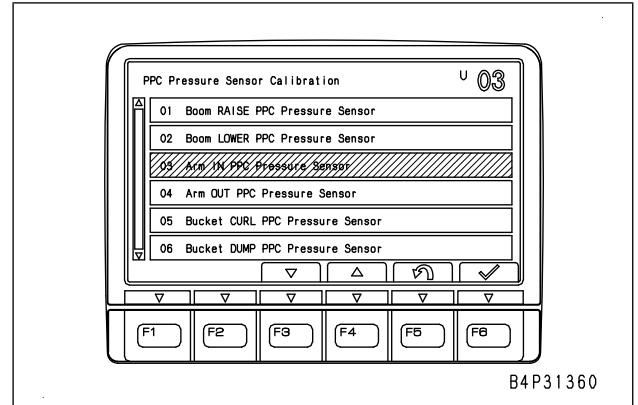 PPC Pressure Sensor Calibration
U 03
01 Boom RAISE PPC Pressure Sensor
02 Boom LOWER PPC Pressure Sensor
03 Arm IN PPC Pressure Sensor
04 Arm OUT PPC Pressure Sensor
05 Bucket CURL PPC Pressure Sensor
06 Bucket DUMP PPC Pressure Sensor
F1 F2 F3 F4 F5 F6
B4P31360